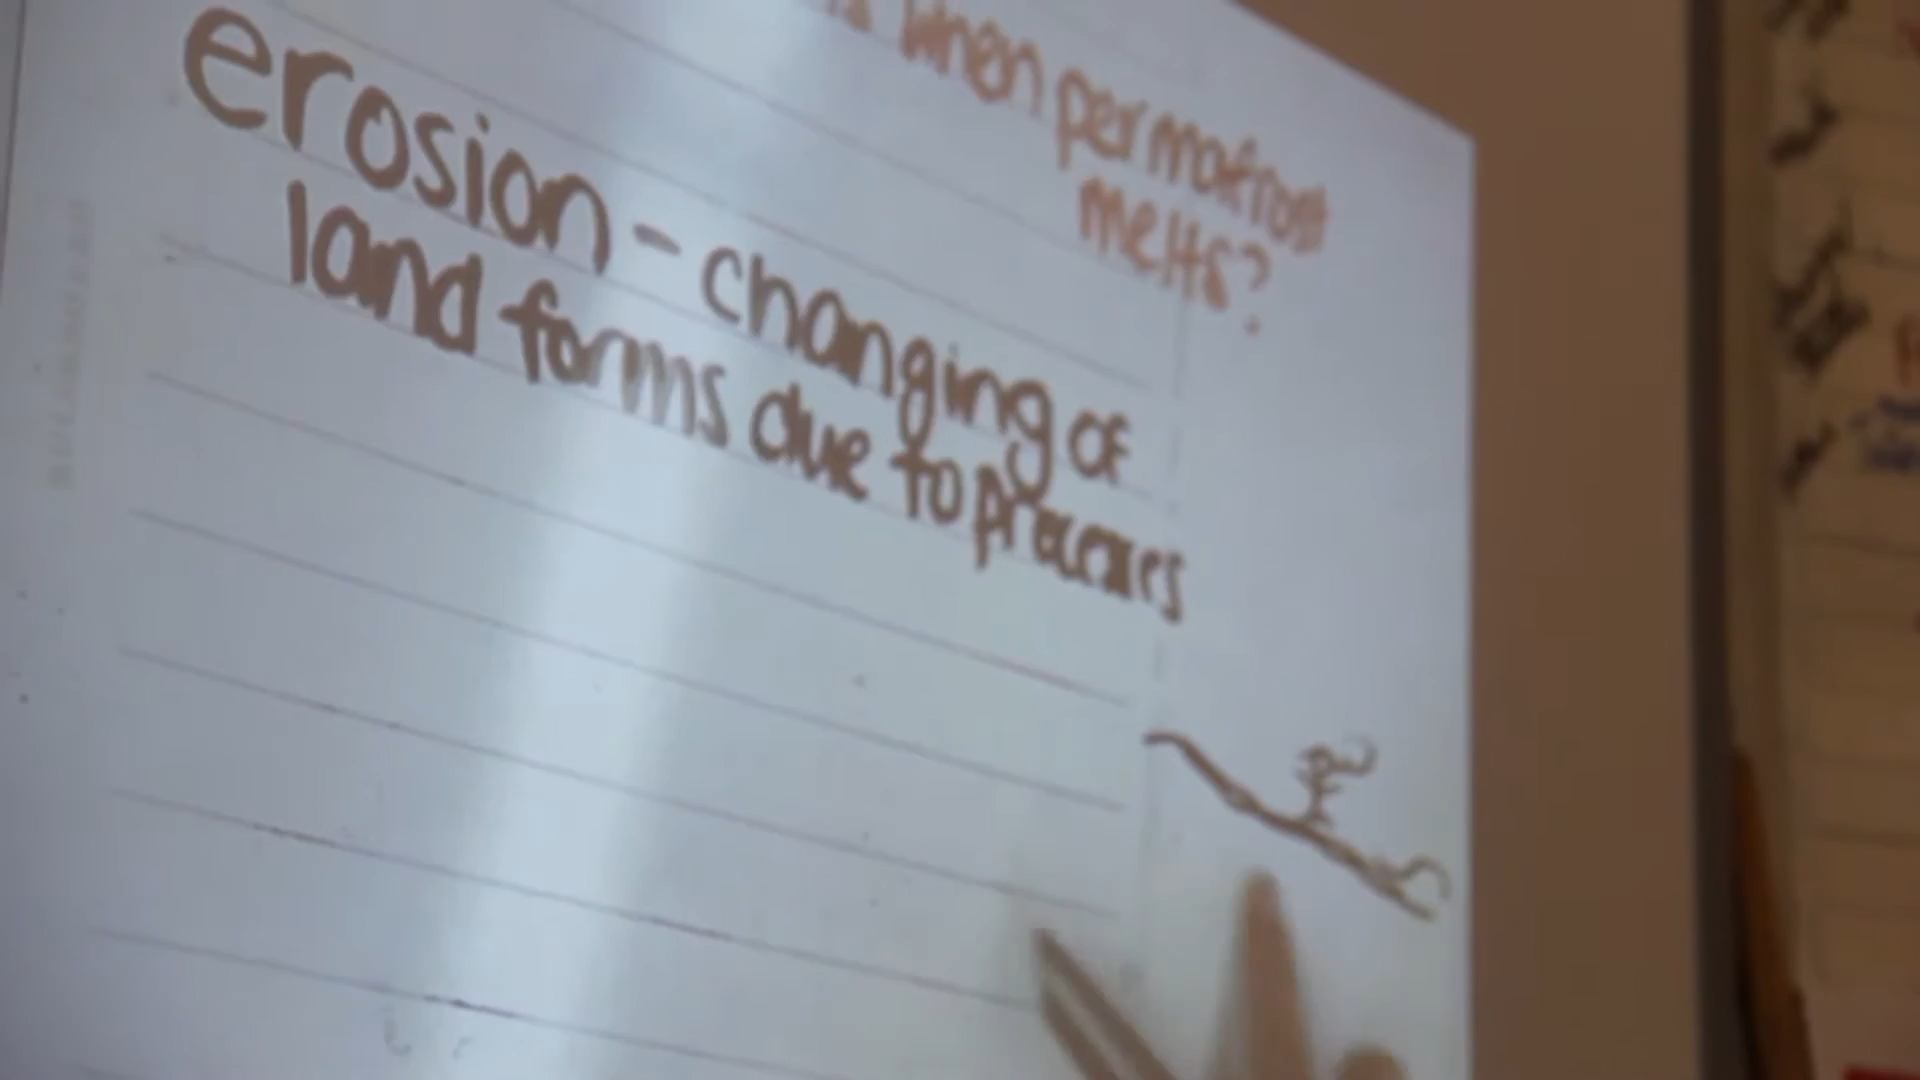 when permafrost
melts?
erosion - changing of
land forms due to processes